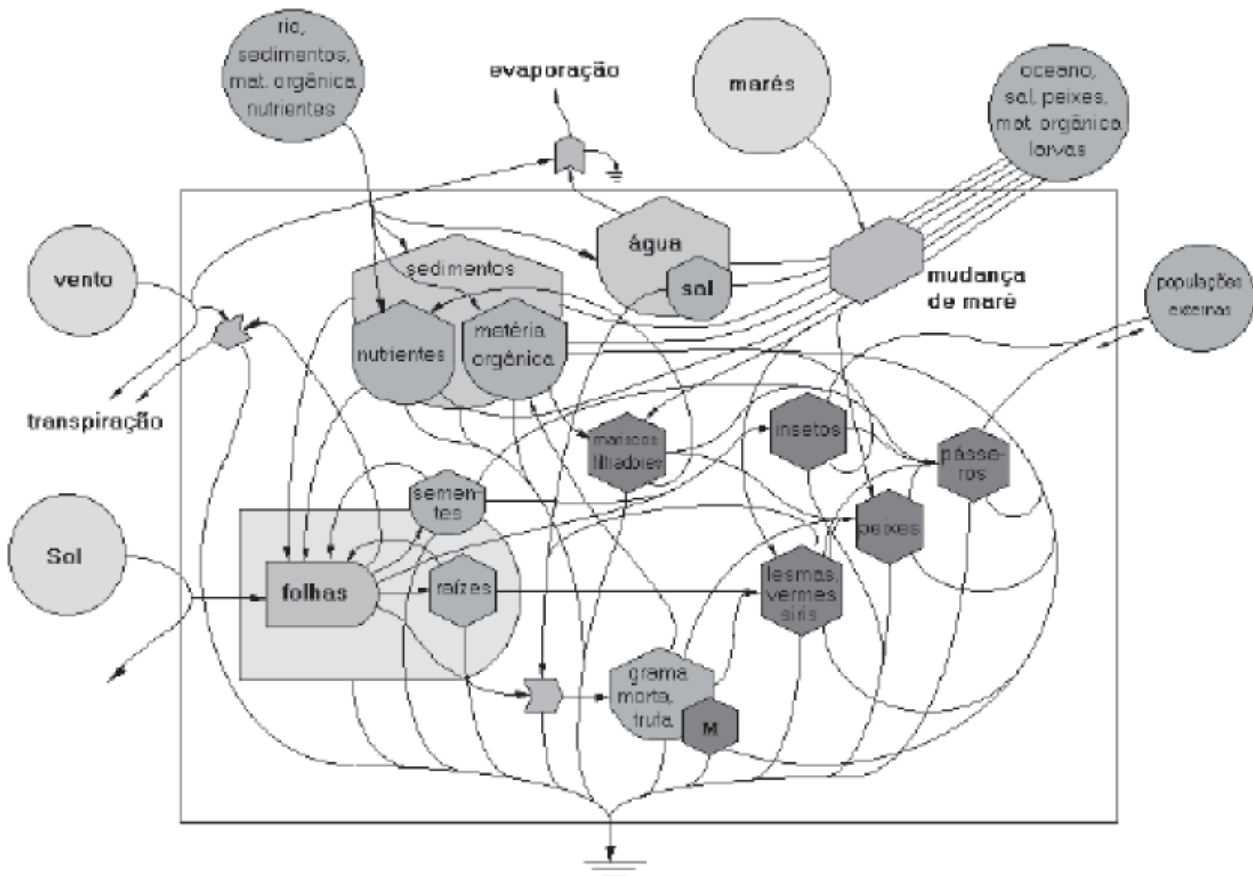 rio,
sedimentos,
mat. orgânica
nutrientes
evaporação
marés
oceano,
sal, peixes,
mat. orgânica
larvas
vento
água
sal
sedimentos
mudança
de maré
populações
externas
nutrientes
matéria
orgânica
transpiração
mariscos
filtradores
insetos
pásse-
ros
semen-
tes
peixes
Sol
folhas
raízes
lesmas,
vermes
siris
grama
morta,
truta
M